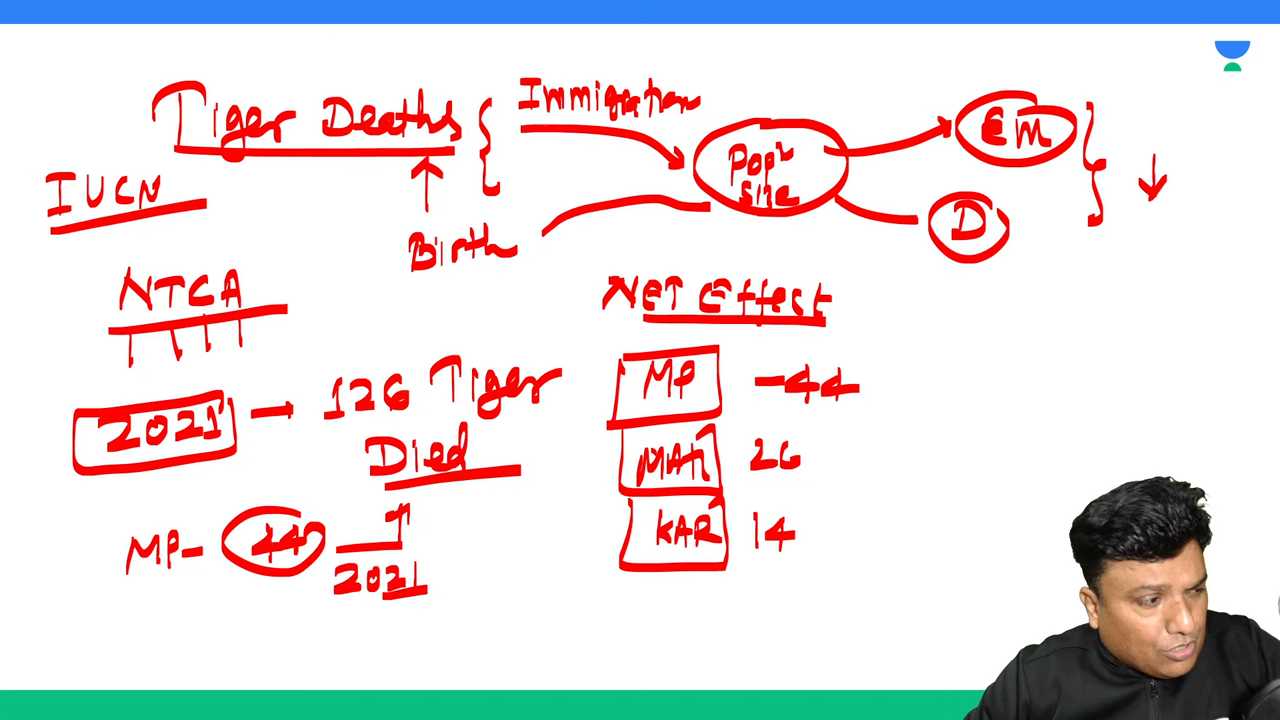 Tiger Deaths
Immigration
Popn
size
Em
D
Birth
IUCN
NTCA
2021 → 126 Tiger
Died
MP- 44
2021
NET Effect
MP -44
MAH 26
KAR 14